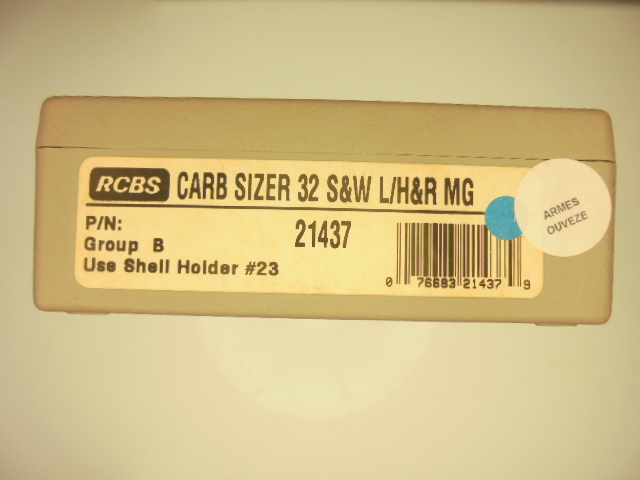 RCBS CARB SIZER 32 S&W L/H&R MG
P/N: 21437
Group B
Use Shell Holder #23
0 76683 21437 9
ARMES
OUVEZE